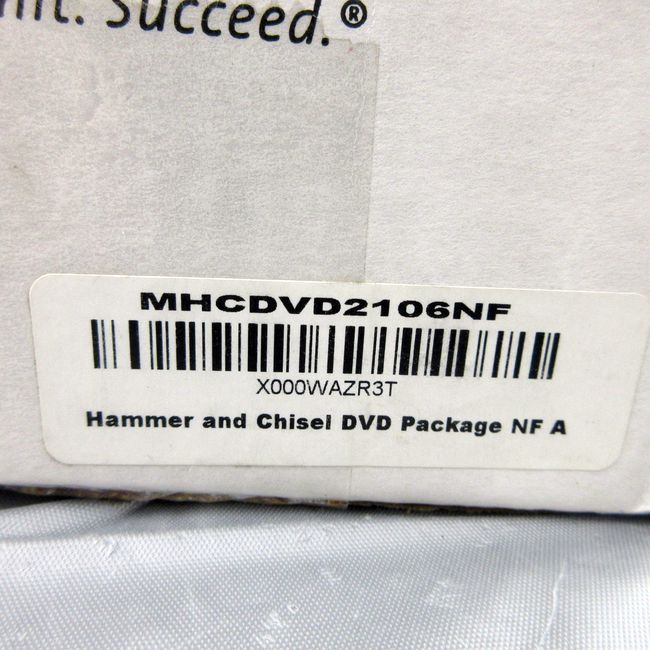 Succeed.®
MHCDVD2106NF
X000WAZR3T
Hammer and Chisel DVD Package NF A